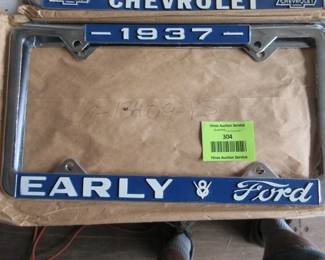 CHEVROLET
CHEVROLET
1937
Hines Auction Service
304
Hines Auction Service
EARLY V8 Ford